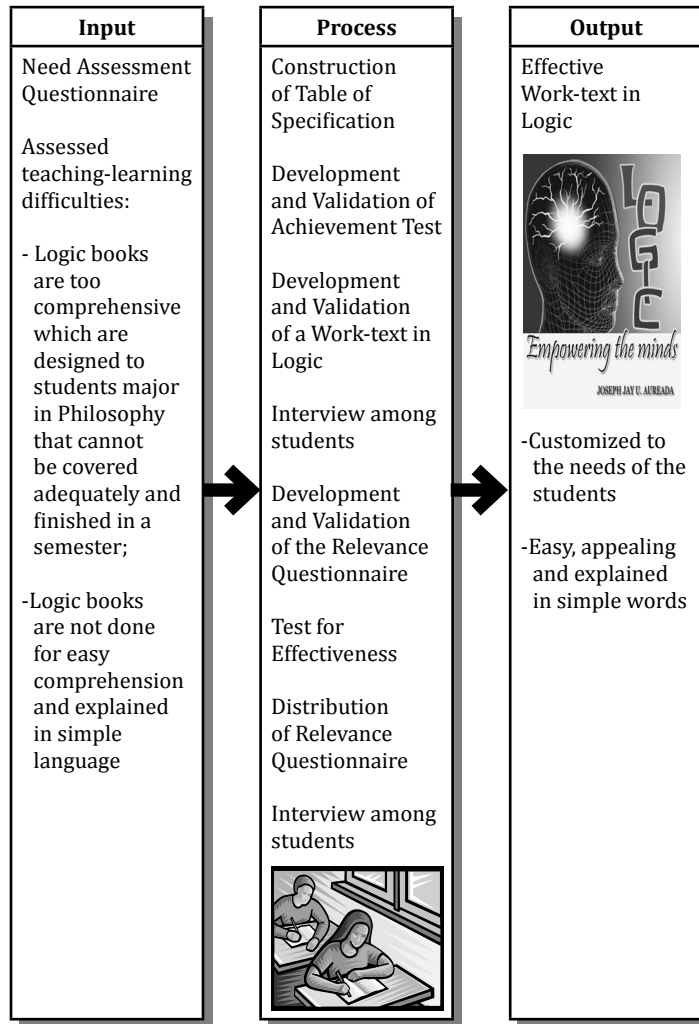 Input
Need Assessment
Questionnaire
Assessed
teaching-learning
difficulties:
- Logic books
are too
comprehensive
which are
designed to
students major
in Philosophy
that cannot
be covered
adequately and
finished in a
semester;
-Logic books
are not done
for easy
comprehension
and explained
in simple
language
Process
Construction
of Table of
Specification
Development
and Validation of
Achievement Test
Development
and Validation
of a Work-text in
Logic
Interview among
students
Development
and Validation
of the Relevance
Questionnaire
Test for
Effectiveness
Distribution
of Relevance
Questionnaire
Interview among
students
Output
Effective
Work-text in
Logic
LOGIC
Empowering the minds
JOSEPH JAY U. AUREADA
-Customized to
the needs of the
students
-Easy, appealing
and explained
in simple words